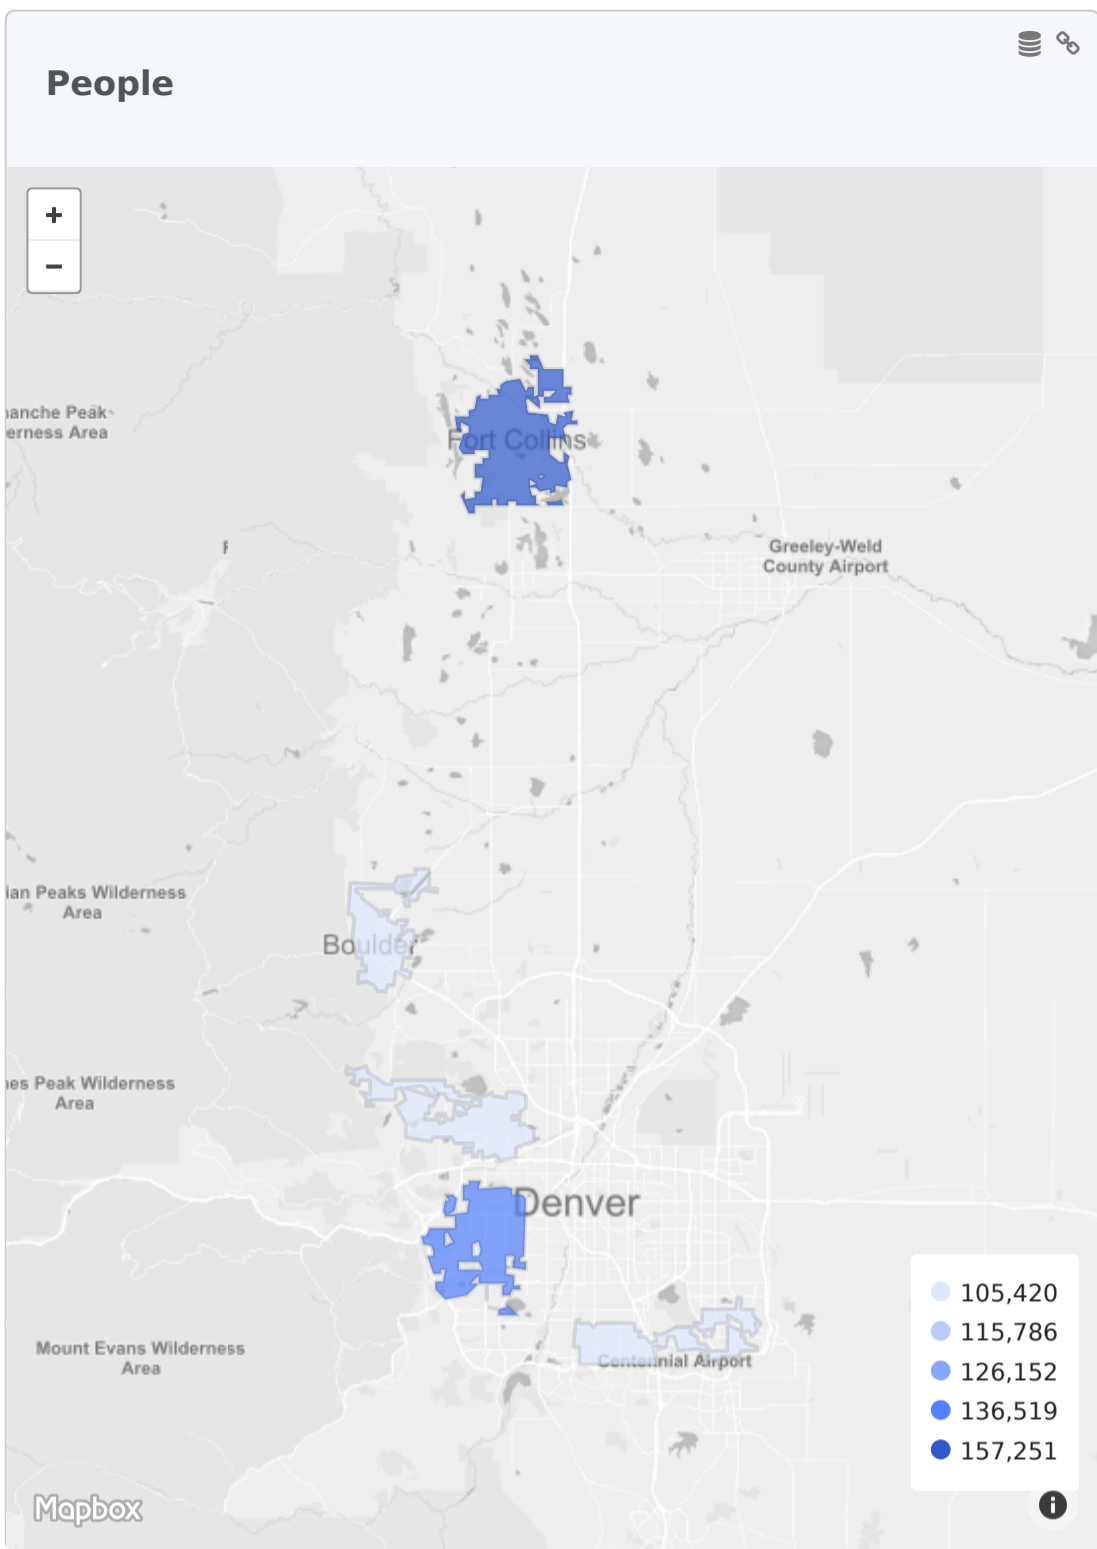 People
+
−
Fort Collins
anche Peak
erness Area
Greeley-Weld
County Airport
ian Peaks Wilderness
Area
Boulder
es Peak Wilderness
Area
Denver
Mount Evans Wilderness
Area
Centennial Airport
105,420
115,786
126,152
136,519
157,251
Mapbox
i